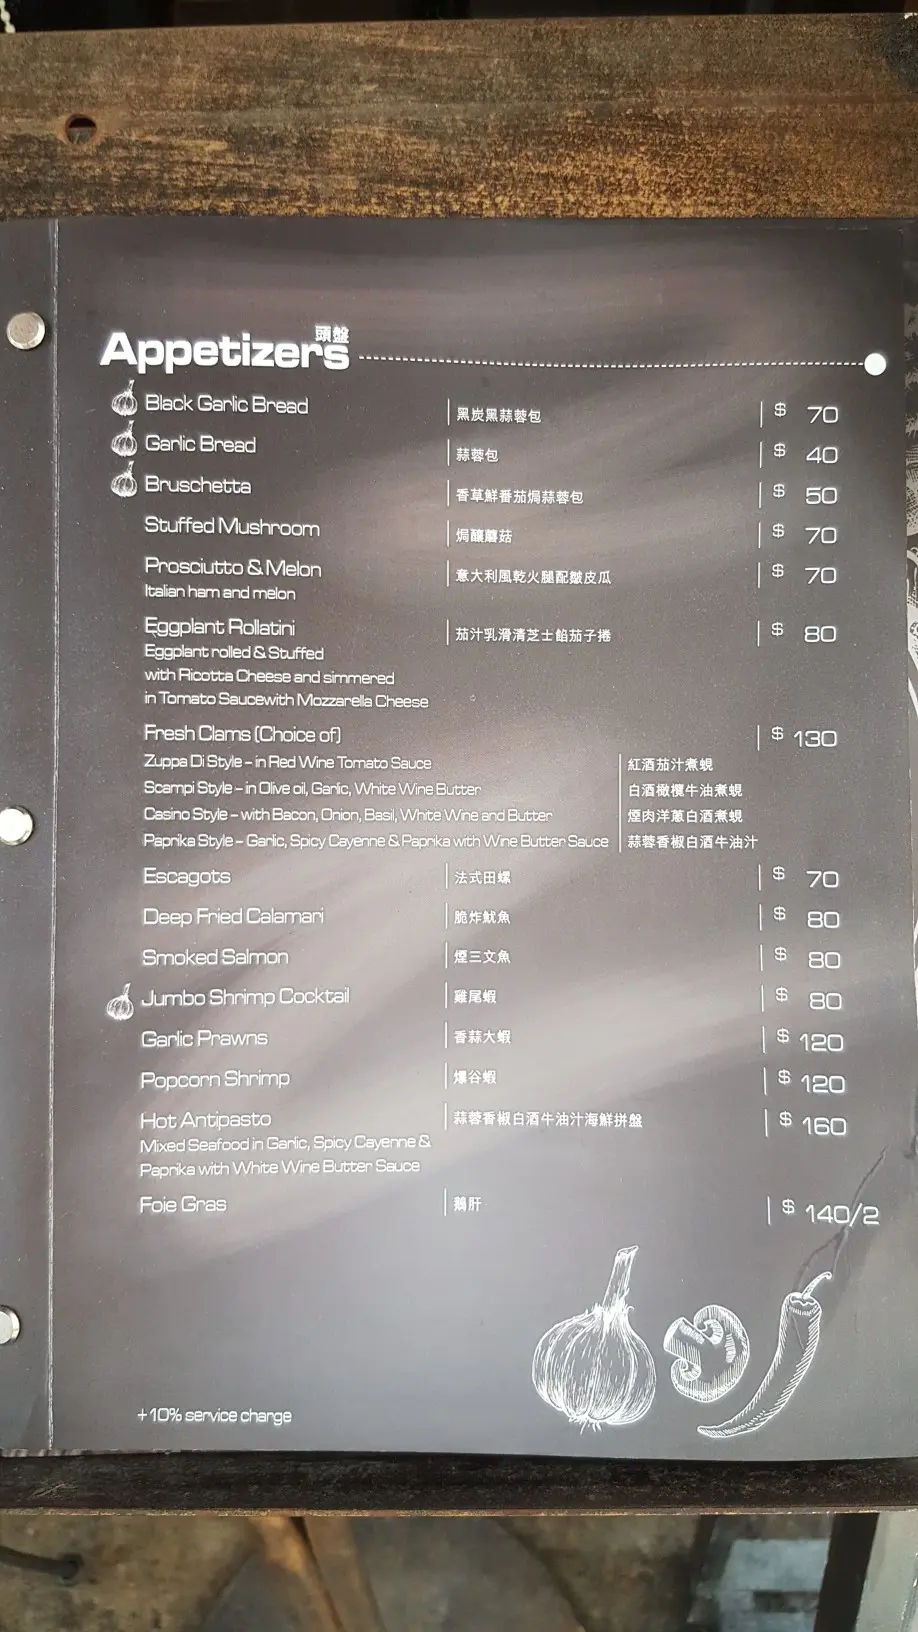 頭盤
Appetizers
Black Garlic Bread 黑炭黑蒜蓉包 $ 70
Garlic Bread 蒜蓉包 $ 40
Bruschetta 香草鮮番茄焗蒜蓉包 $ 50
Stuffed Mushroom 焗釀蘑菇 $ 70
Prosciutto & Melon 意大利風乾火腿配皺皮瓜 $ 70
Italian ham and melon
Eggplant Rollatini 茄汁乳滑清芝士餡茄子捲 $ 80
Eggplant rolled & Stuffed
with Ricotta Cheese and simmered
in Tomato Saucewith Mozzarella Cheese
Fresh Clams (Choice of) $ 130
Zuppa Di Style – in Red Wine Tomato Sauce 紅酒茄汁煮蜆
Scampi Style – in Olive oil, Garlic, White Wine Butter 白酒橄欖牛油煮蜆
Casino Style – with Bacon, Onion, Basil, White Wine and Butter 煙肉洋蔥白酒煮蜆
Paprika Style – Garlic, Spicy Cayenne & Paprika with Wine Butter Sauce 蒜蓉香椒白酒牛油汁
Escagots 法式田螺 $ 70
Deep Fried Calamari 脆炸魷魚 $ 80
Smoked Salmon 煙三文魚 $ 80
Jumbo Shrimp Cocktail 雞尾蝦 $ 80
Garlic Prawns 香蒜大蝦 $ 120
Popcorn Shrimp 爆谷蝦 $ 120
Hot Antipasto 蒜蓉香椒白酒牛油汁海鮮拼盤 $ 160
Mixed Seafood in Garlic, Spicy Cayenne &
Paprika with White Wine Butter Sauce
Foie Gras 鵝肝 $ 140/2
+10% service charge